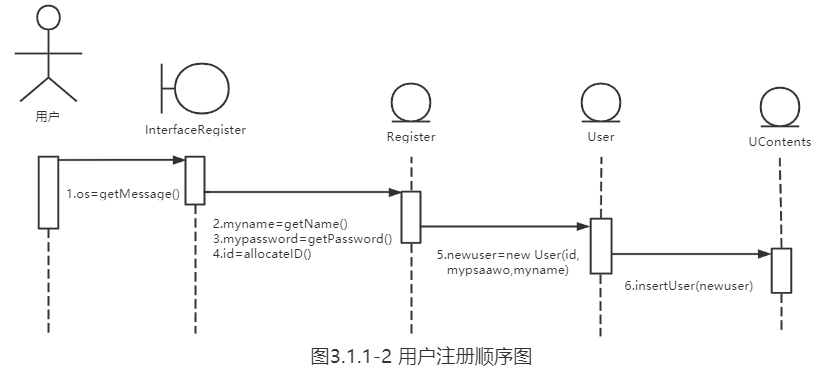 用户
InterfaceRegister
Register
User
UContents
1.os=getMessage()
2.myname=getName()
3.mypassword=getPassword()
4.id=allocateID()
5.newuser=new User(id,
mypsaawo,myname)
6.insertUser(newuser)
图3.1.1-2 用户注册顺序图